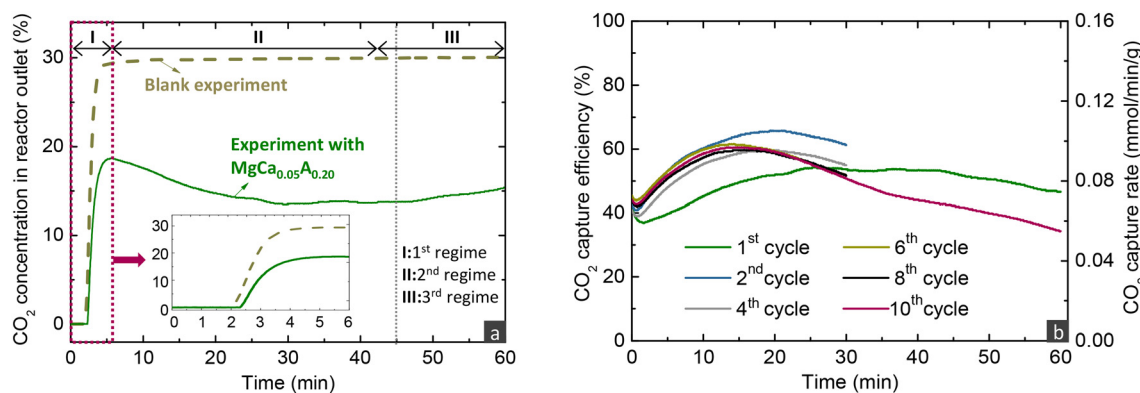 CO₂ concentration in reactor outlet (%)
40
30
20
10
0
I
II
III
Blank experiment
Experiment with
MgCa₀.₀₅A₀.₂₀
30
20
10
0
0 1 2 3 4 5 6
I:1ˢᵗ regime
II:2ⁿᵈ regime
III:3ʳᵈ regime
a
0 10 20 30 40 50 60
Time (min)
CO₂ capture efficiency (%)
100
80
60
40
20
0
1ˢᵗ cycle
2ⁿᵈ cycle
4ᵗʰ cycle
6ᵗʰ cycle
8ᵗʰ cycle
10ᵗʰ cycle
b
0 10 20 30 40 50 60
Time (min)
0.16
0.12
0.08
0.04
0.00
CO₂ capture rate (mmol/min/g)